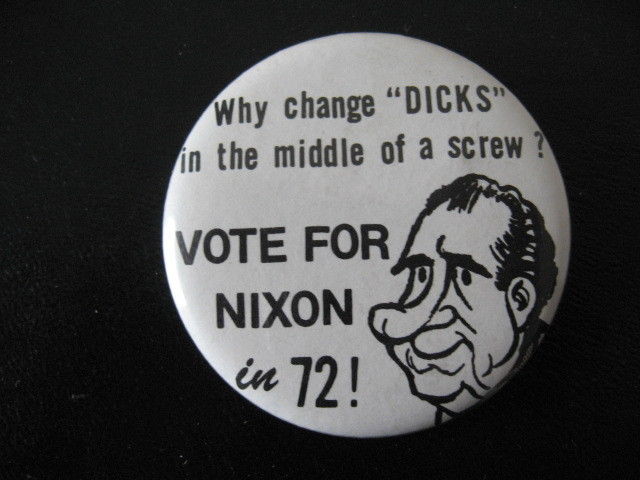 Why change "DICKS"
in the middle of a screw ?
VOTE FOR
NIXON
in 72!